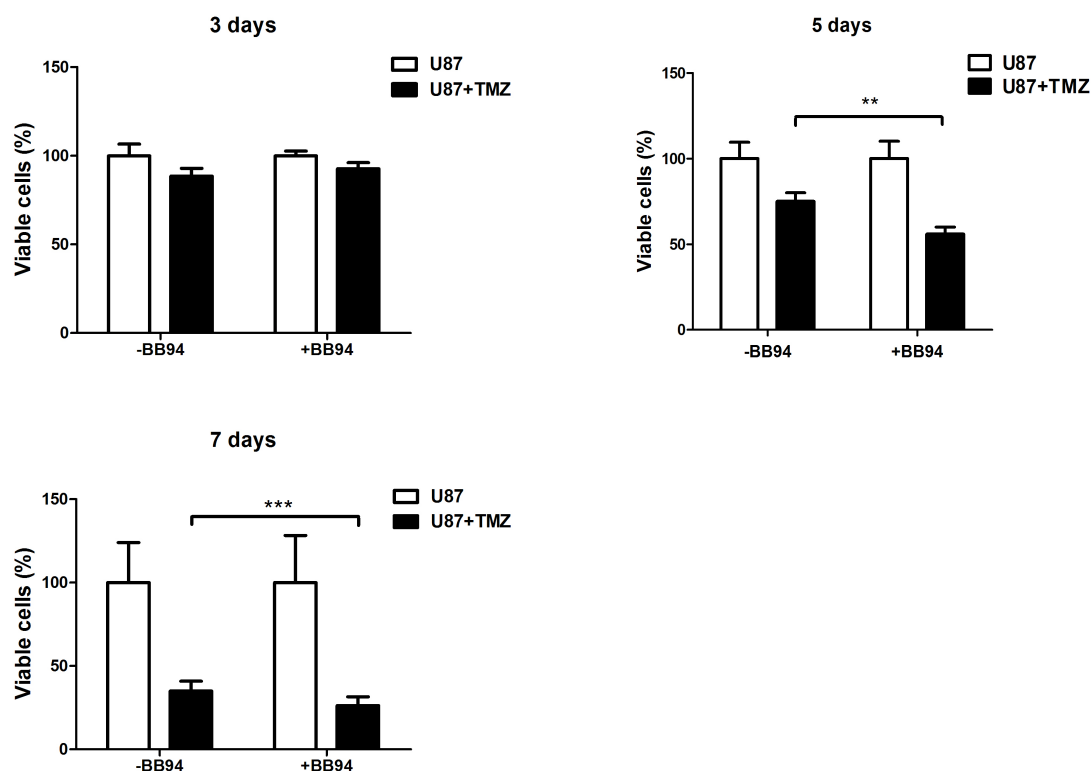 3 days
150
100
50
0
Viable cells (%)
-BB94
+BB94
U87
U87+TMZ
5 days
150
100
50
0
Viable cells (%)
-BB94
+BB94
**
U87
U87+TMZ
7 days
150
100
50
0
Viable cells (%)
-BB94
+BB94
***
U87
U87+TMZ